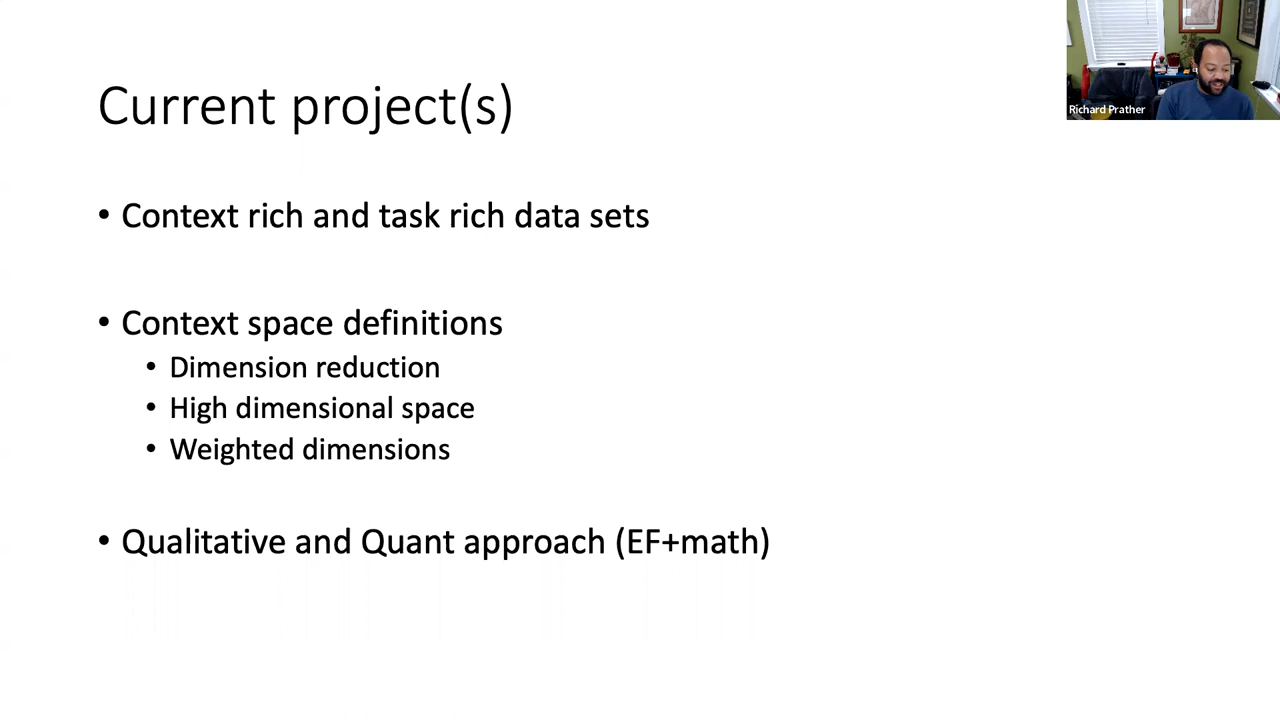 Current project(s)
Richard Prather
• Context rich and task rich data sets
• Context space definitions
• Dimension reduction
• High dimensional space
• Weighted dimensions
• Qualitative and Quant approach (EF+math)